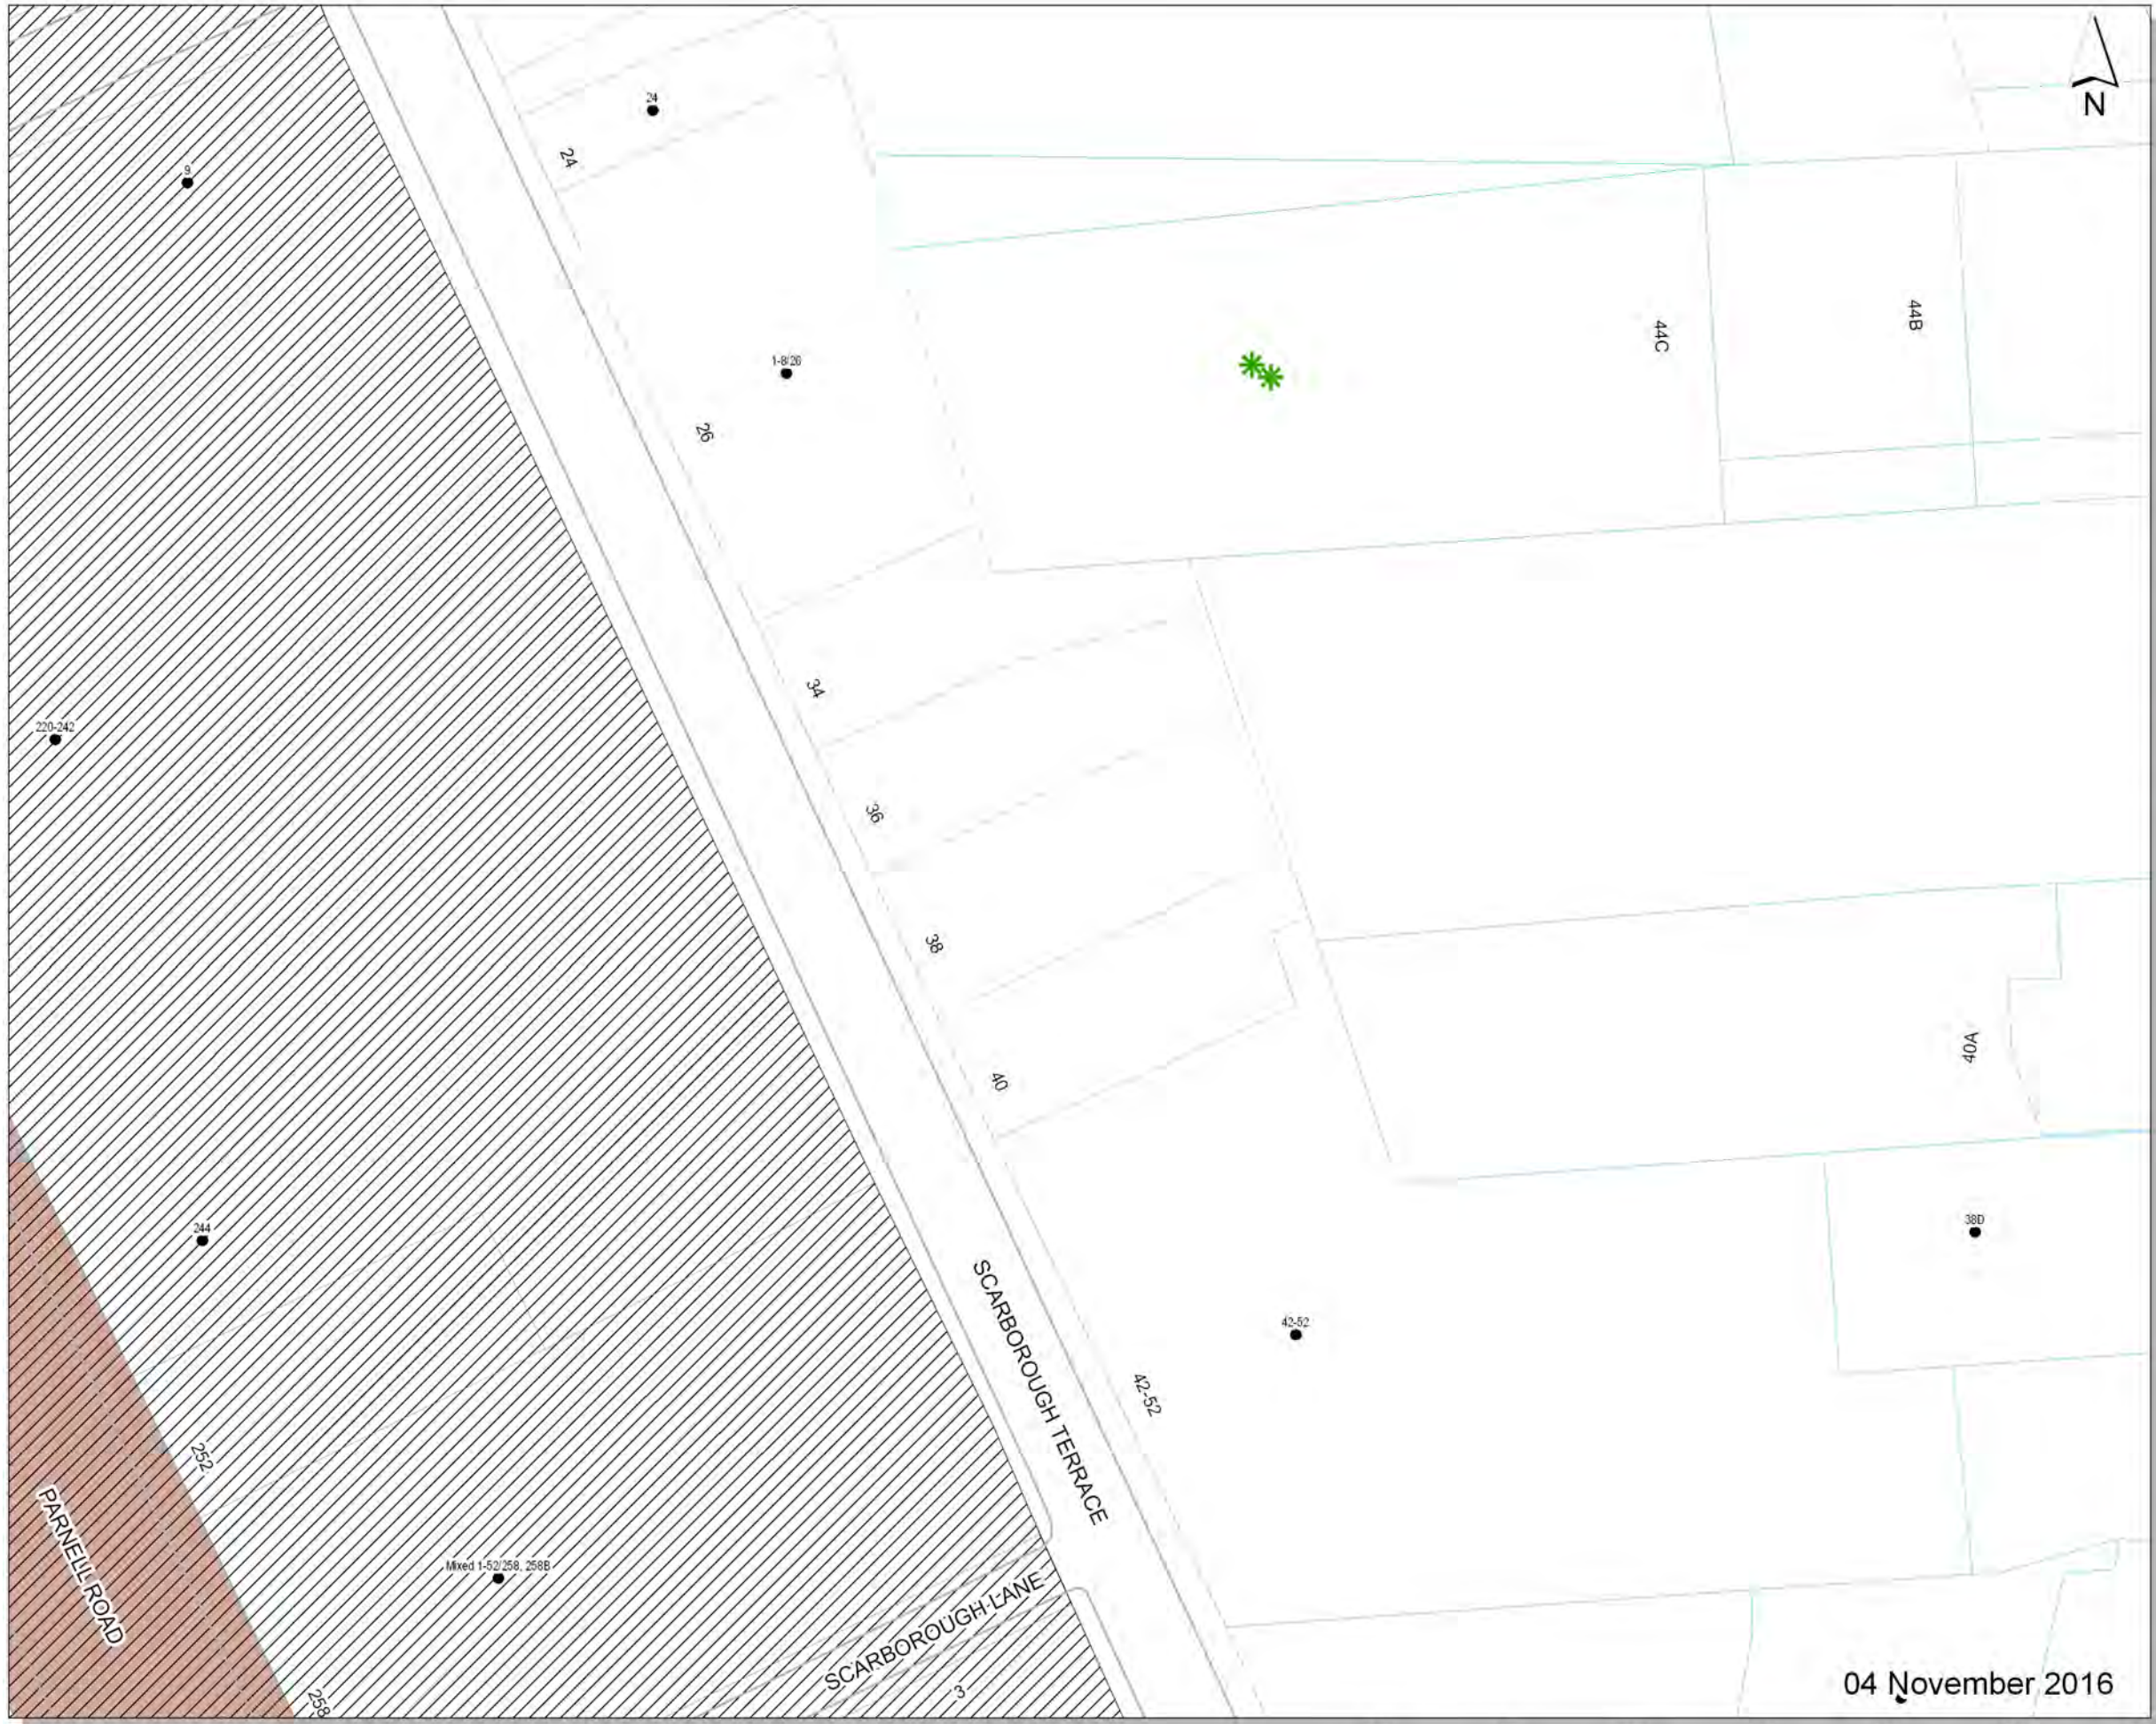 24
N
24
9
44B
44C
1-8/26
26
34
220-242
36
38
40A
40
38D
244
42-52
SCARBOROUGH TERRACE
42-52
252
PARNELL ROAD
Mixed 1-52/258, 258B
SCARBOROUGH LANE
3
258
04 November 2016